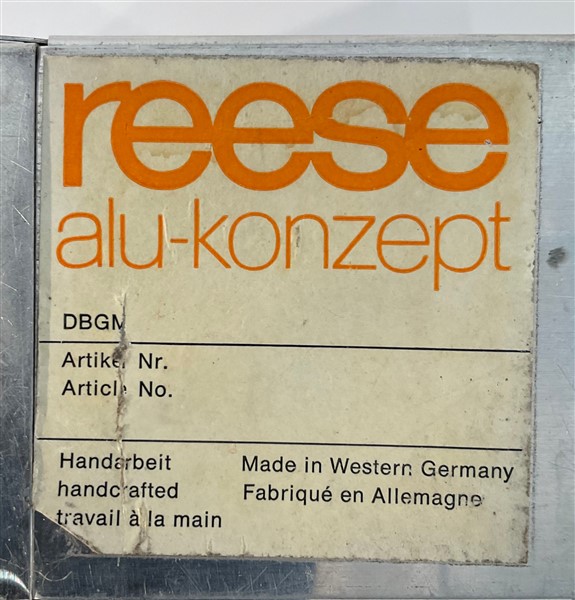 reese
alu-konzept
DBGM
Artikel Nr.
Article No.
Handarbeit
handcrafted
travail à la main
Made in Western Germany
Fabriqué en Allemagne